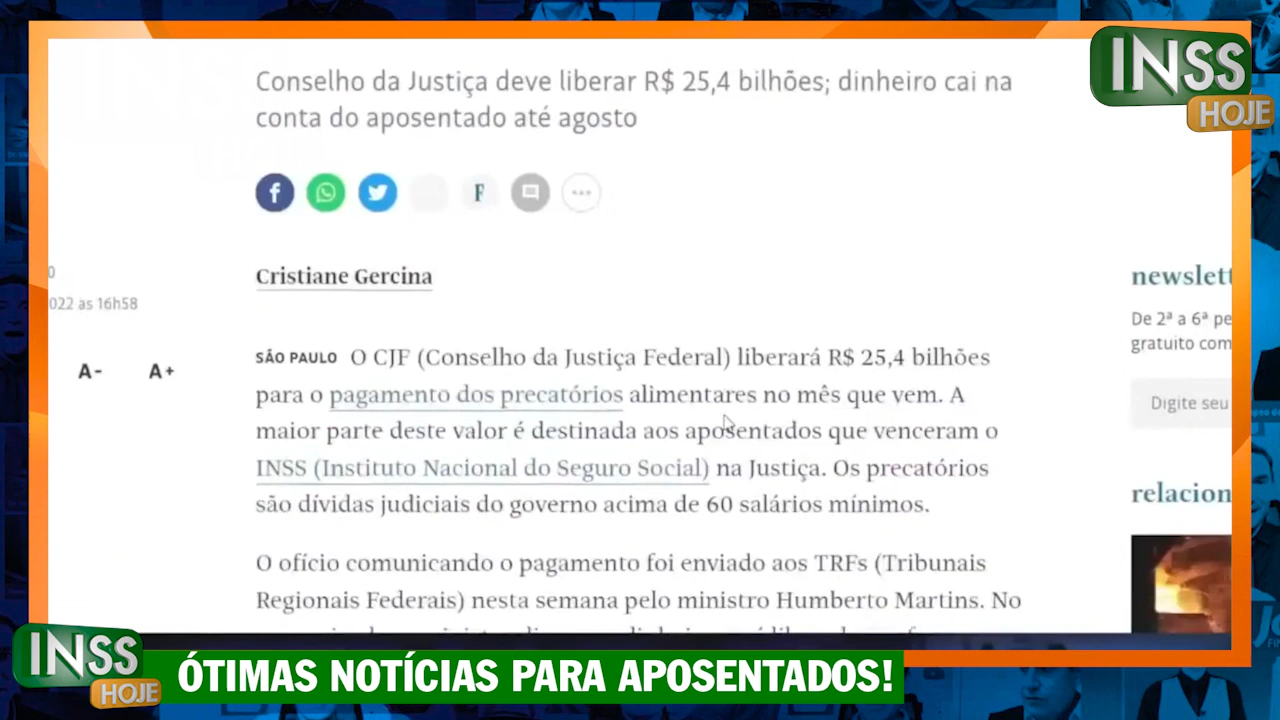 INSS
HOJE
Conselho da Justiça deve liberar R$ 25,4 bilhões; dinheiro cai na
conta do aposentado até agosto
F
Cristiane Gercina
0
022 às 16h58
A- A+
SÃO PAULO O CJF (Conselho da Justiça Federal) liberará R$ 25,4 bilhões
para o pagamento dos precatórios alimentares no mês que vem. A
maior parte deste valor é destinada aos aposentados que venceram o
INSS (Instituto Nacional do Seguro Social) na Justiça. Os precatórios
são dívidas judiciais do governo acima de 60 salários mínimos.
O ofício comunicando o pagamento foi enviado aos TRFs (Tribunais
Regionais Federais) nesta semana pelo ministro Humberto Martins. No
newslett
De 2ª a 6ª pe
gratuito com
Digite seu
relacion
INSS
HOJE
ÓTIMAS NOTÍCIAS PARA APOSENTADOS!